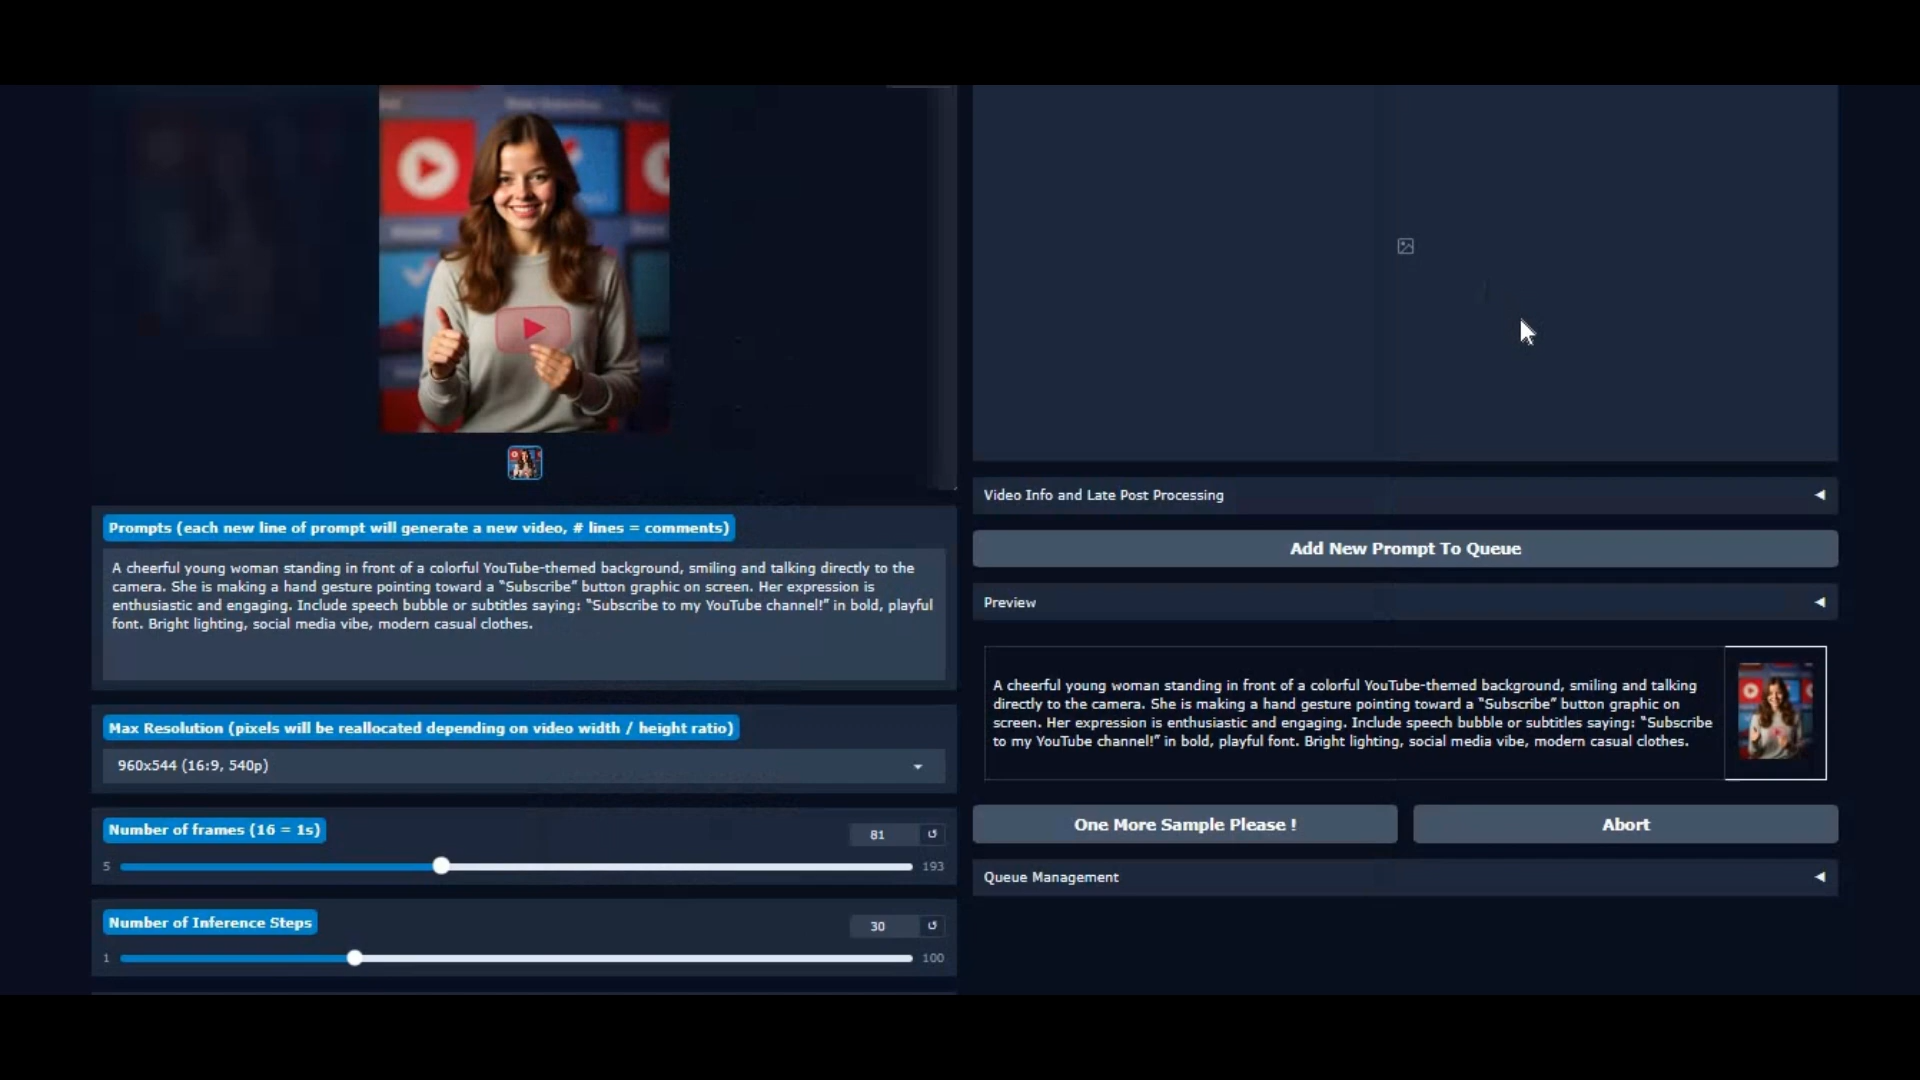 Prompts (each new line of prompt will generate a new video, # lines = comments)
A cheerful young woman standing in front of a colorful YouTube-themed background, smiling and talking directly to the
camera. She is making a hand gesture pointing toward a “Subscribe” button graphic on screen. Her expression is
enthusiastic and engaging. Include speech bubble or subtitles saying: “Subscribe to my YouTube channel!” in bold, playful
font. Bright lighting, social media vibe, modern casual clothes.
Max Resolution (pixels will be reallocated depending on video width / height ratio)
960x544 (16:9, 540p)
Number of frames (16 = 1s)
81
5
193
Number of Inference Steps
30
1
100
Video Info and Late Post Processing
Add New Prompt To Queue
Preview
A cheerful young woman standing in front of a colorful YouTube-themed background, smiling and talking
directly to the camera. She is making a hand gesture pointing toward a “Subscribe” button graphic on
screen. Her expression is enthusiastic and engaging. Include speech bubble or subtitles saying: “Subscribe
to my YouTube channel!” in bold, playful font. Bright lighting, social media vibe, modern casual clothes.
One More Sample Please !
Abort
Queue Management